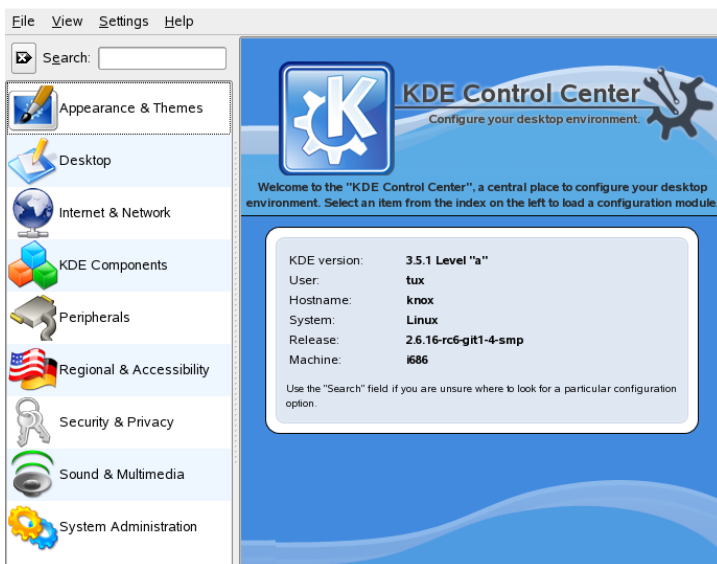 File View Settings Help
Search:
Appearance & Themes
Desktop
Internet & Network
KDE Components
Peripherals
Regional & Accessibility
Security & Privacy
Sound & Multimedia
System Administration
KDE Control Center
Configure your desktop environment.
Welcome to the "KDE Control Center", a central place to configure your desktop
environment. Select an item from the index on the left to load a configuration module
KDE version: 3.5.1 Level "a"
User: tux
Hostname: knox
System: Linux
Release: 2.6.16-rc6-git1-4-smp
Machine: i686
Use the "Search" field if you are unsure where to look for a particular configuration
option.